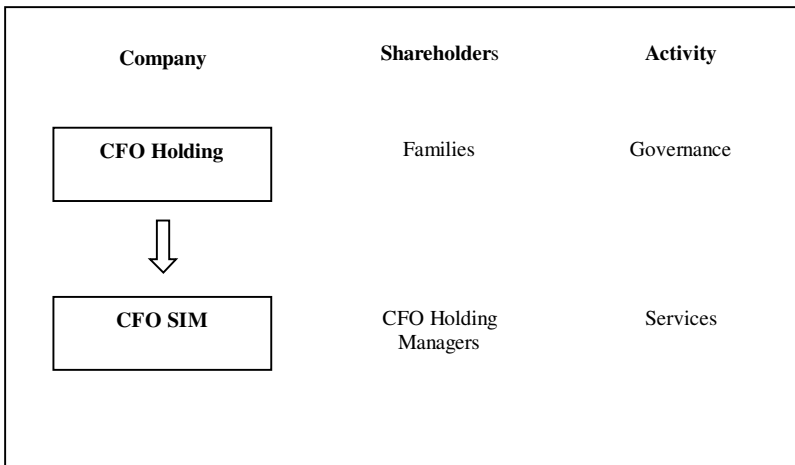 Company Shareholders Activity
CFO Holding Families Governance
CFO SIM CFO Holding Services
Managers